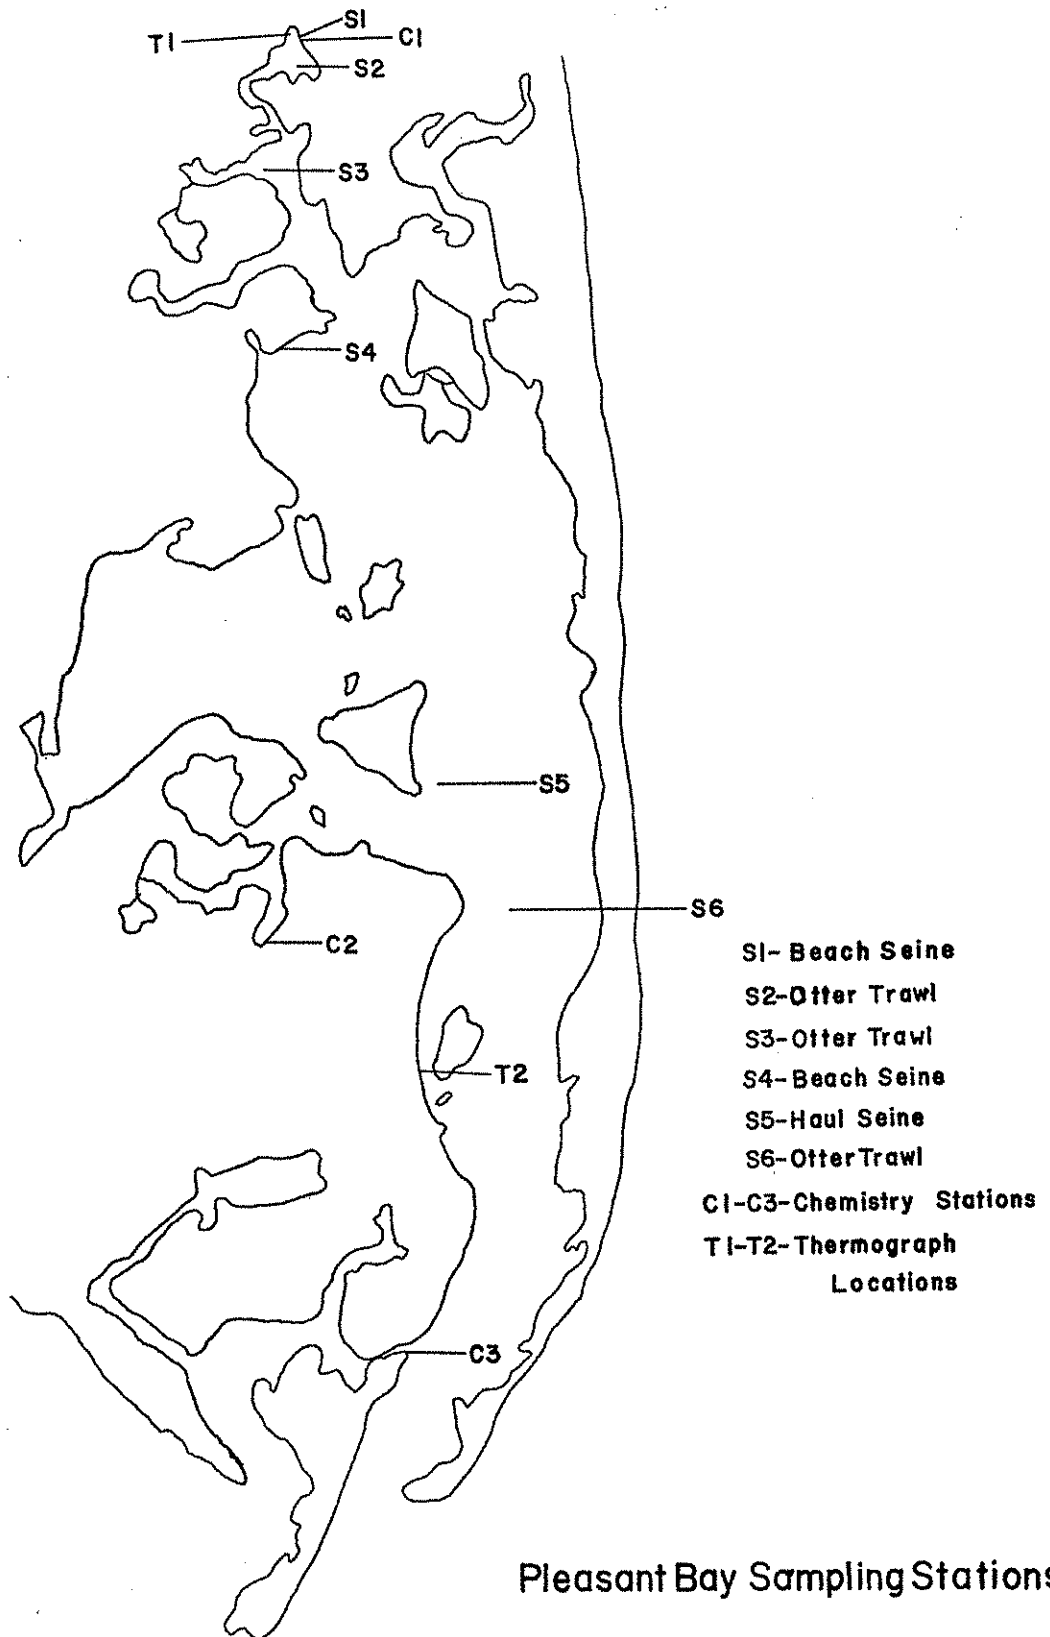 S1
T1
C1
S2
S3
S4
S5
S6
C2
S1- Beach Seine
S2-Otter Trawl
S3-Otter Trawl
S4-Beach Seine
T2
S5-Haul Seine
S6-Otter Trawl
C1-C3-Chemistry Stations
T1-T2-Thermograph
Locations
C3
Pleasant Bay Sampling Stations